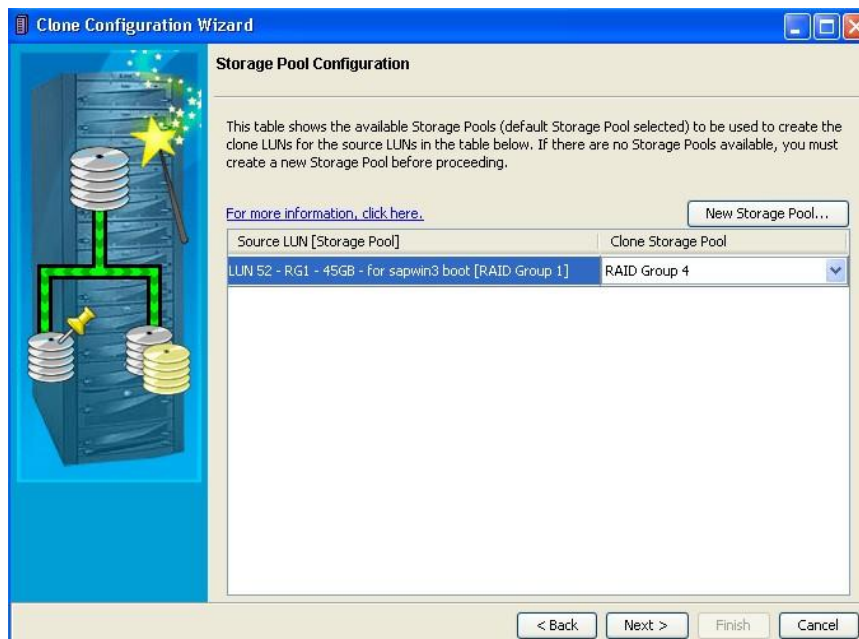 Clone Configuration Wizard
Storage Pool Configuration
This table shows the available Storage Pools (default Storage Pool selected) to be used to create the
clone LUNs for the source LUNs in the table below. If there are no Storage Pools available, you must
create a new Storage Pool before proceeding.
For more information, click here.
New Storage Pool...
Source LUN [Storage Pool]
Clone Storage Pool
LUN 52 - RG1 - 45GB - for sapwin3 boot [RAID Group 1]
RAID Group 4
< Back
Next >
Finish
Cancel